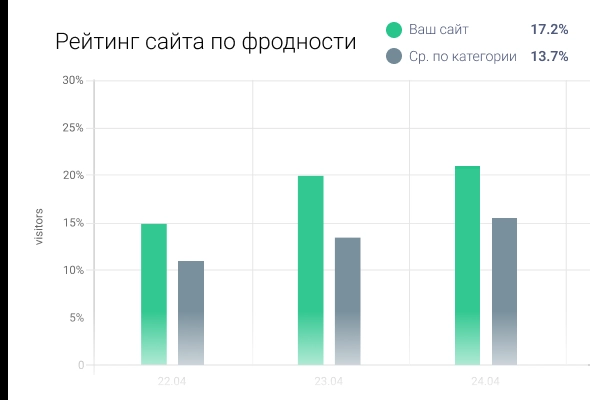 Рейтинг сайта по фродности
Ваш сайт 17.2%
Ср. по категории 13.7%
30%
25%
20%
15%
10%
5%
0
visitors
22.04 23.04 24.04